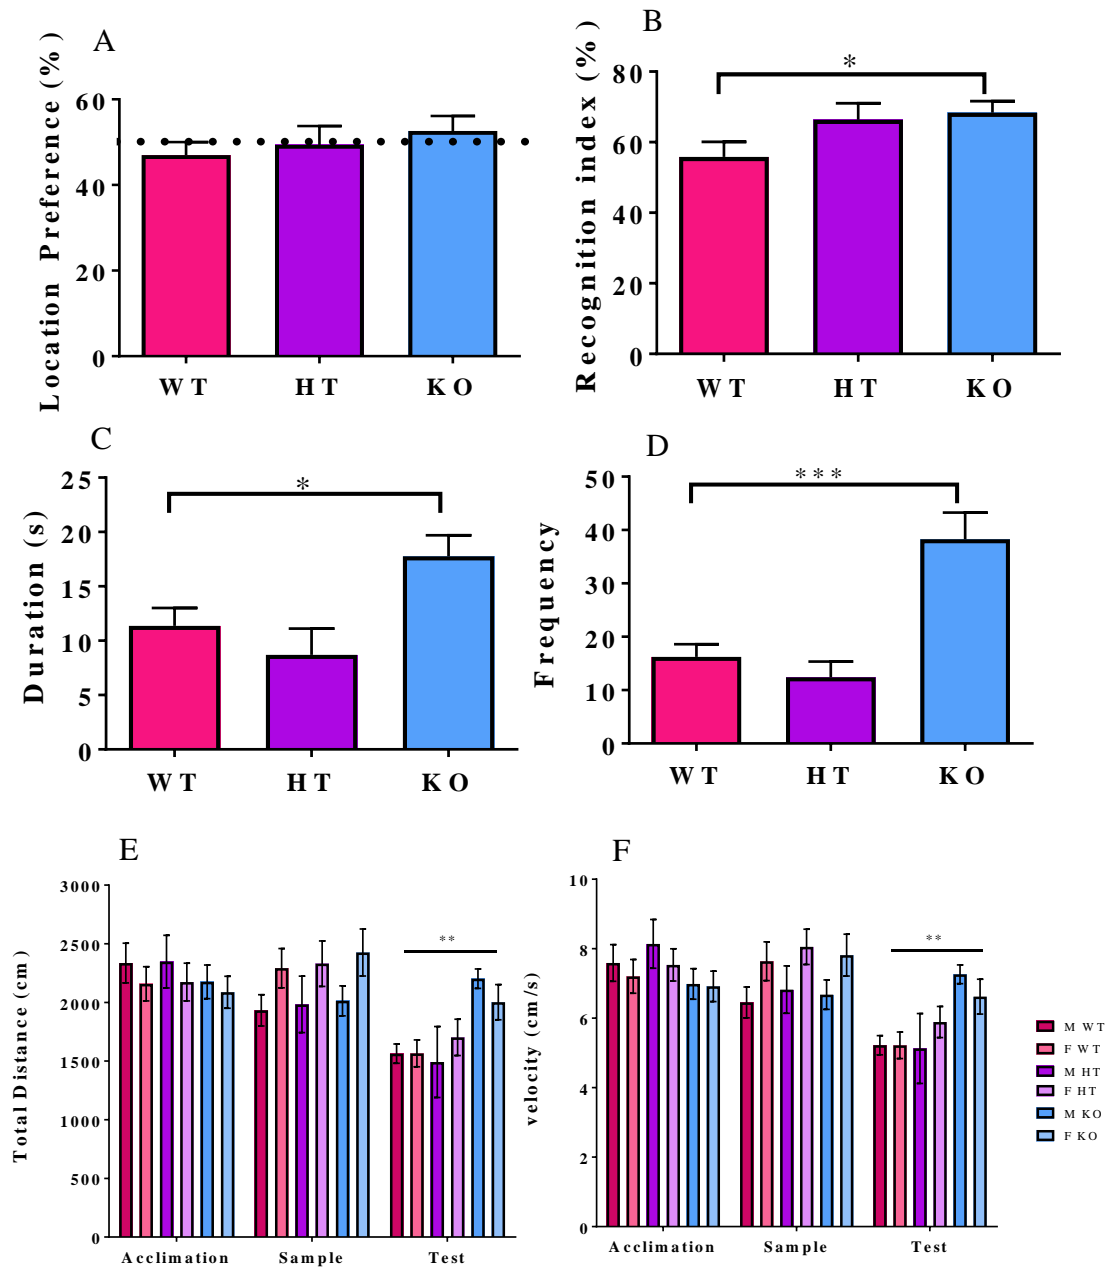 A
Location Preference (%)
60
40
20
0
WT HT KO
B
Recognition index (%)
80
60
40
20
0
*
WT HT KO
C
Duration (s)
25
20
15
10
5
0
*
WT HT KO
D
Frequency
50
40
30
20
10
0
***
WT HT KO
E
Total Distance (cm)
3000
2500
2000
1500
1000
500
0
**
Acclimation Sample Test
F
velocity (cm/s)
10
8
6
4
2
0
**
Acclimation Sample Test
M WT
F WT
M HT
F HT
M KO
F KO